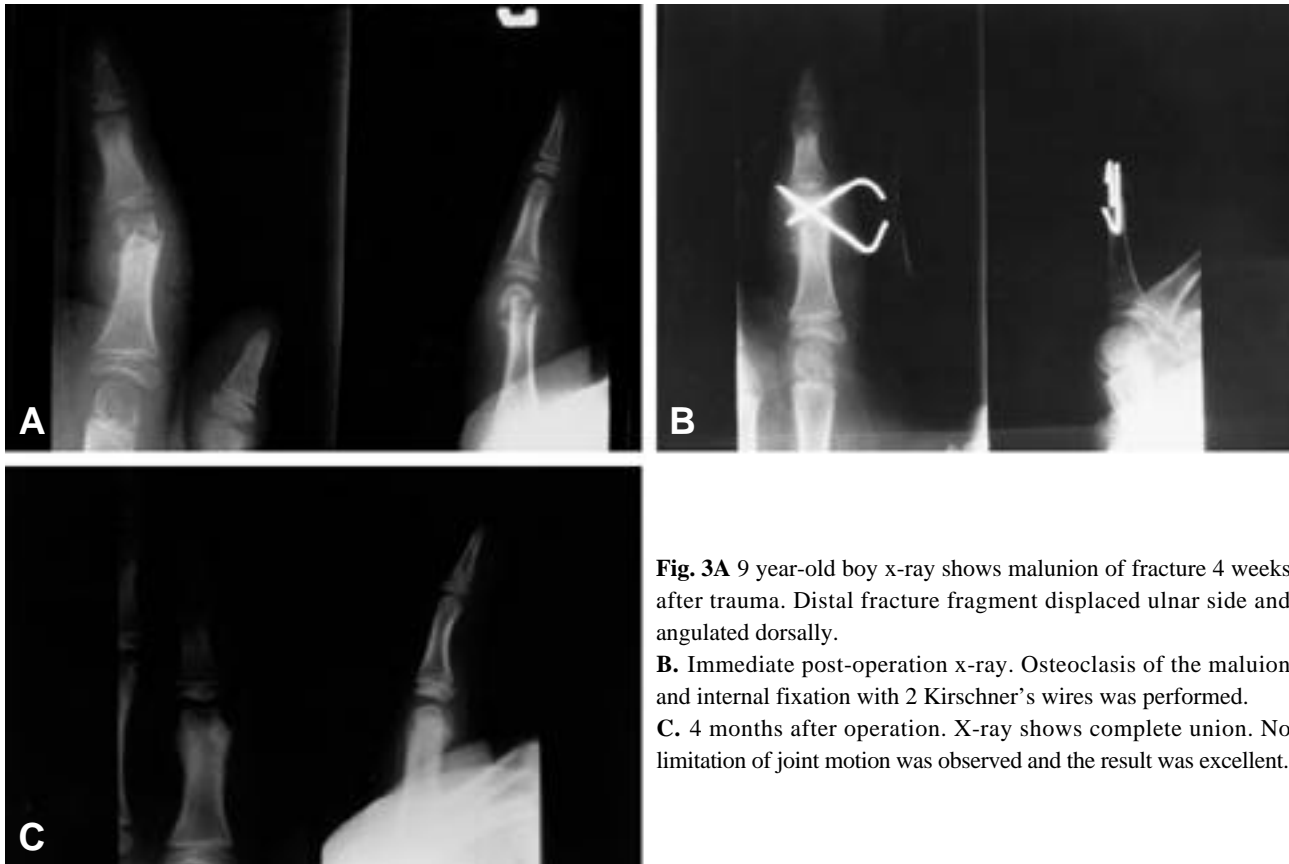 A
B
C
Fig. 3A 9 year-old boy x-ray shows malunion of fracture 4 weeks
after trauma. Distal fracture fragment displaced ulnar side and
angulated dorsally.
B. Immediate post-operation x-ray. Osteoclasis of the maluion
and internal fixation with 2 Kirschner's wires was performed.
C. 4 months after operation. X-ray shows complete union. No
limitation of joint motion was observed and the result was excellent.